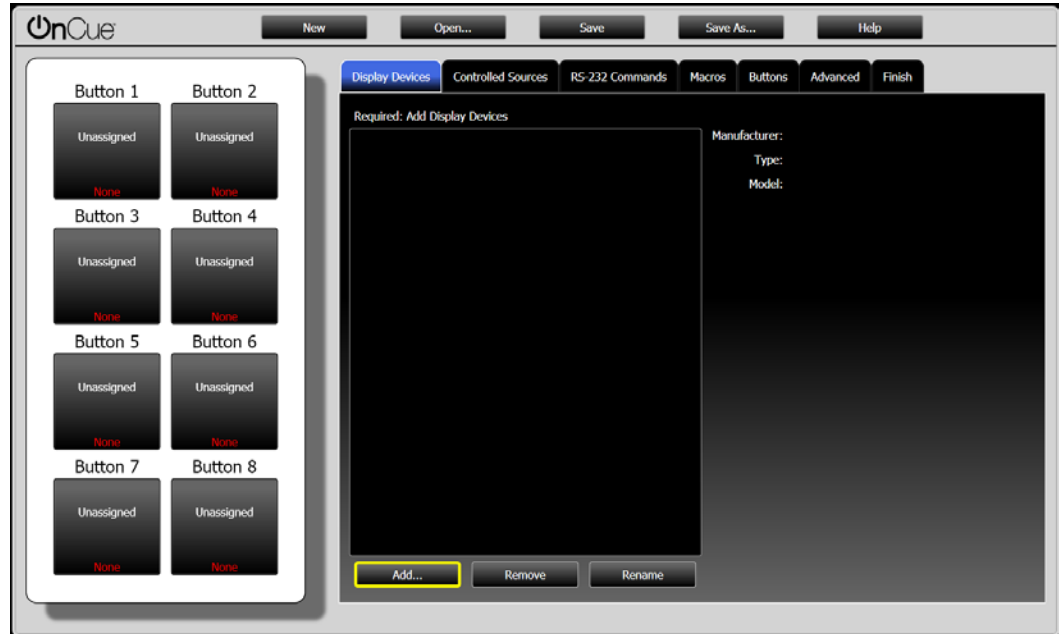 OnCue
New Open... Save Save As... Help
Display Devices Controlled Sources RS-232 Commands Macros Buttons Advanced Finish
Button 1 Button 2
Unassigned Unassigned
None None
Button 3 Button 4
Unassigned Unassigned
None None
Button 5 Button 6
Unassigned Unassigned
None None
Button 7 Button 8
Unassigned Unassigned
None None
Required: Add Display Devices
Manufacturer:
Type:
Model:
Add... Remove Rename